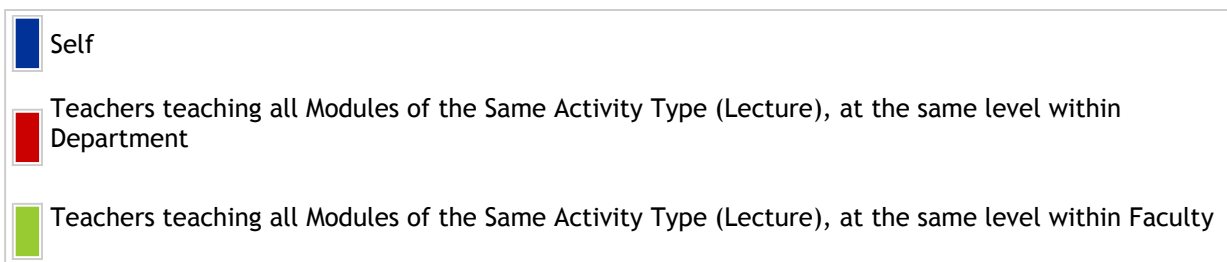 Self
Teachers teaching all Modules of the Same Activity Type (Lecture), at the same level within
Department
Teachers teaching all Modules of the Same Activity Type (Lecture), at the same level within Faculty